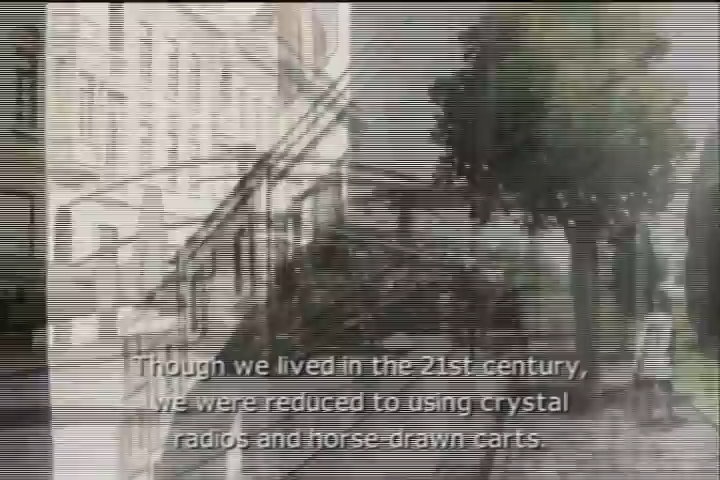 Though we lived in the 21st century,
we were reduced to using crystal
radios and horse-drawn carts.